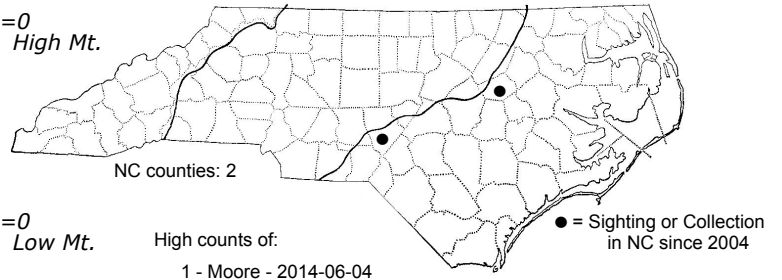 =0
High Mt.
NC counties: 2
=0
Low Mt.
High counts of:
1 - Moore - 2014-06-04
● = Sighting or Collection
in NC since 2004